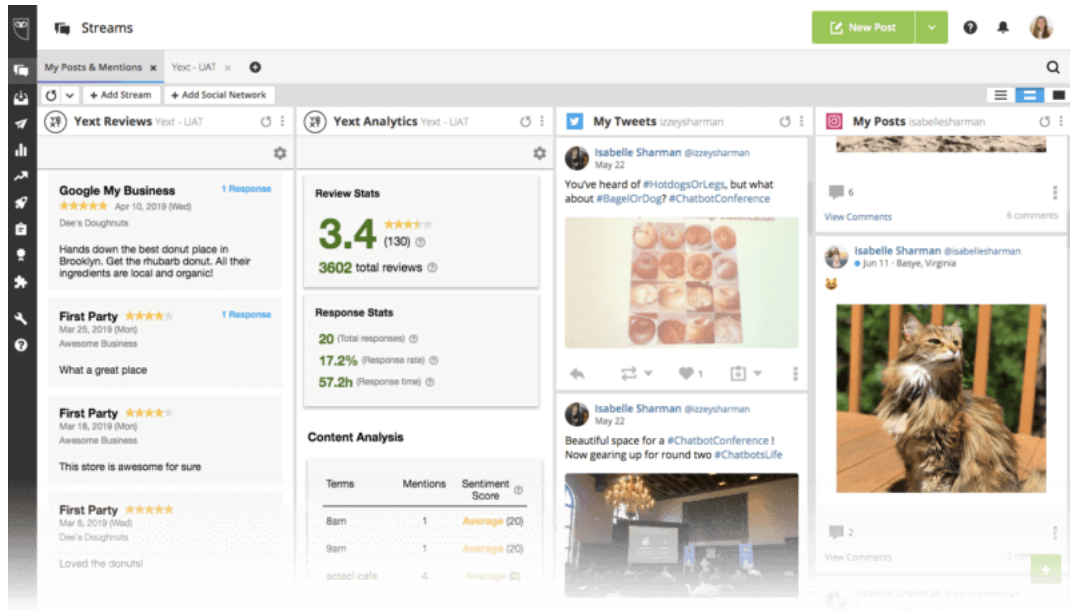 Streams
New Post
My Posts & Mentions ×
Yext - UAT ×
+ Add Stream
+ Add Social Network
Yext Reviews Yext - UAT
Google My Business
1 Response
Apr 10, 2019 (Wed)
Dee's Doughnuts
Hands down the best donut place in
Brooklyn. Get the rhubarb donut. All their
ingredients are local and organic!
First Party
1 Response
Mar 25, 2019 (Mon)
Awesome Business
What a great place
First Party
Mar 18, 2019 (Mon)
Awesome Business
This store is awesome for sure
First Party
Mar 6, 2019 (Wed)
Dee's Doughnuts
Loved the donuts!
Yext Analytics Yext - UAT
Review Stats
3.4
(130)
3602 total reviews
Response Stats
20 (Total responses)
17.2% (Response rate)
57.2h (Response time)
Content Analysis
Terms Mentions Sentiment
Score
8am 1 Average (20)
9am 1 Average (20)
acteci cafe 4 Average (0)
My Tweets izzeysharman
Isabelle Sharman @izzeysharman
May 22
You've heard of #HotdogsOrLegs, but what
about #BagelOrDog? #ChatbotConference
1
Isabelle Sharman @izzeysharman
May 22
Beautiful space for a #ChatbotConference !
Now gearing up for round two #ChatbotsLife
My Posts isabellesharman
6
View Comments
6 comments
Isabelle Sharman @isabellesharman
Jun 11 · Basye, Virginia
2
View Comments
Isabelle Sharman @isabellesharman